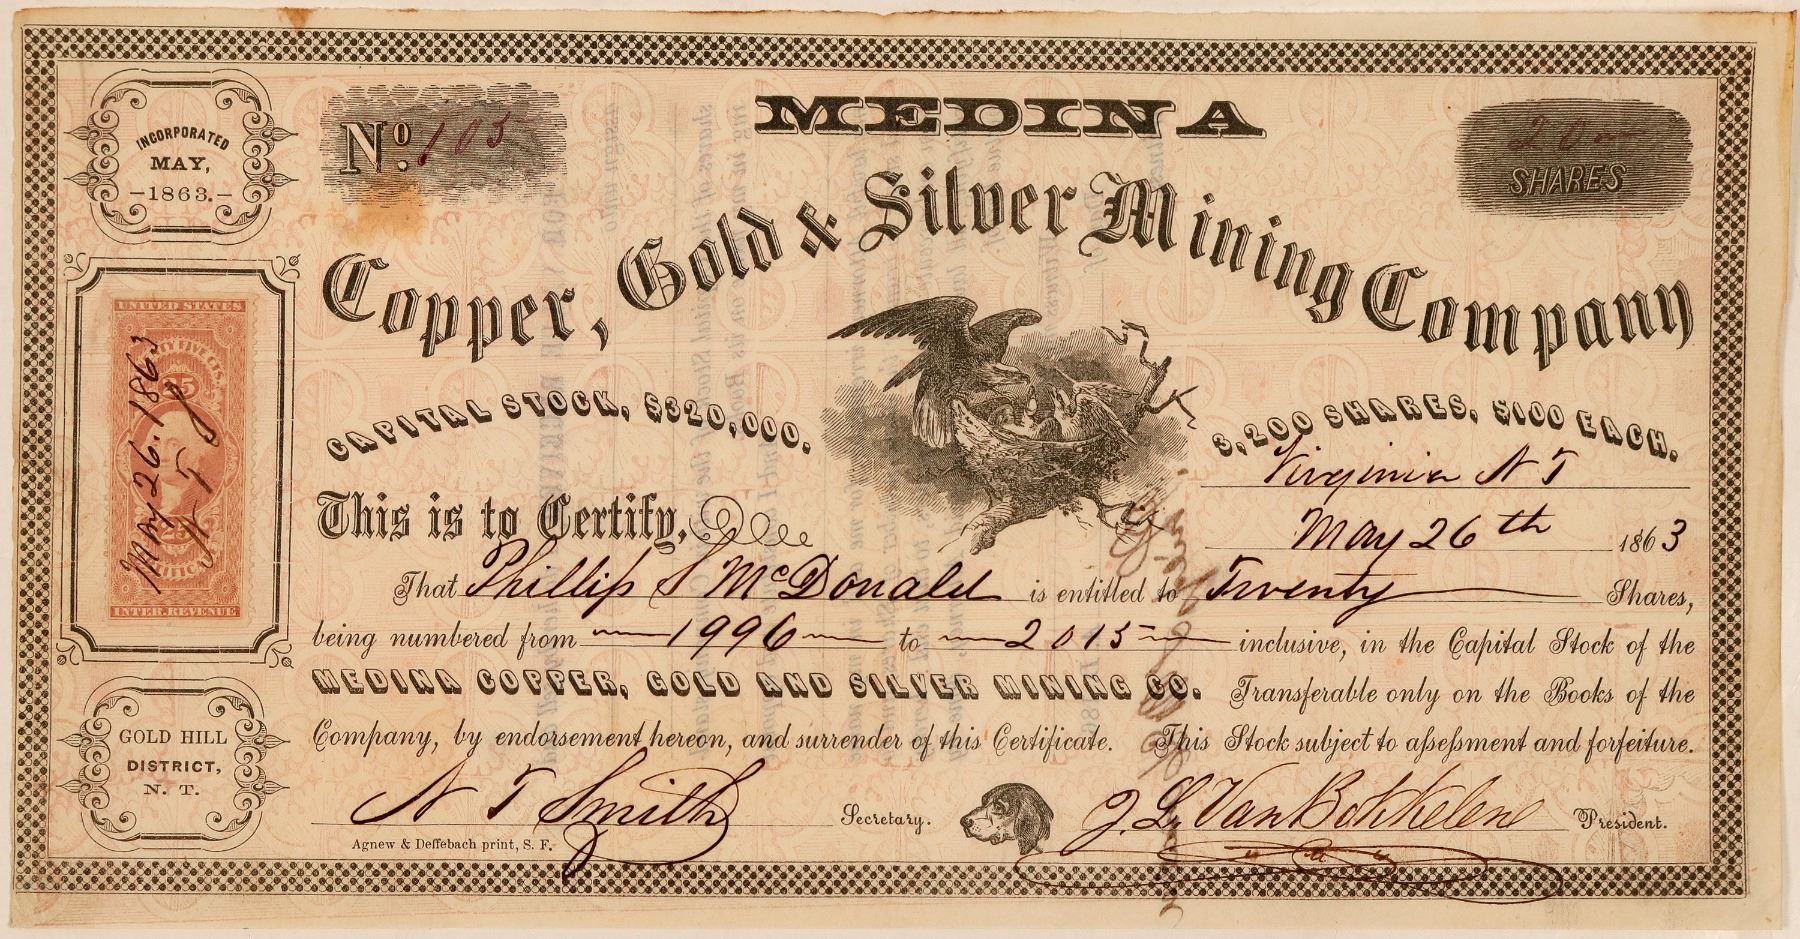 INCORPORATED
MAY,
—1863.—
No. 105
MEDINA
20
SHARES
Copper, Gold & Silver Mining Company
UNITED STATES
25
INTER. REVENUE
May 26. 1863
N T S
CAPITAL STOCK, $320,000.
3,200 SHARES, $100 EACH.
Virginia N T
May 26th 1863
This is to Certify,
That Phillip S McDonald is entitled to Twenty Shares,
being numbered from 1996 to 2015 inclusive, in the Capital Stock of the
MEDINA COPPER, GOLD AND SILVER MINING CO. Transferable only on the Books of the
Company, by endorsement hereon, and surrender of this Certificate. This Stock subject to aſseſsment and forfeiture.
GOLD HILL
DISTRICT,
N. T.
N T Smith Secretary. J. L. Van Bokkelen President.
Agnew & Deffebach print, S. F.